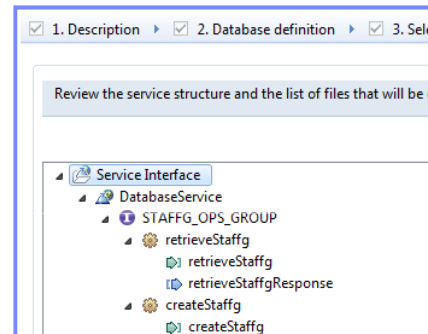 1. Description 2. Database definition 3. Sel
Review the service structure and the list of files that will be
Service Interface
DatabaseService
STAFFG_OPS_GROUP
retrieveStaffg
retrieveStaffg
retrieveStaffgResponse
createStaffg
createStaffg